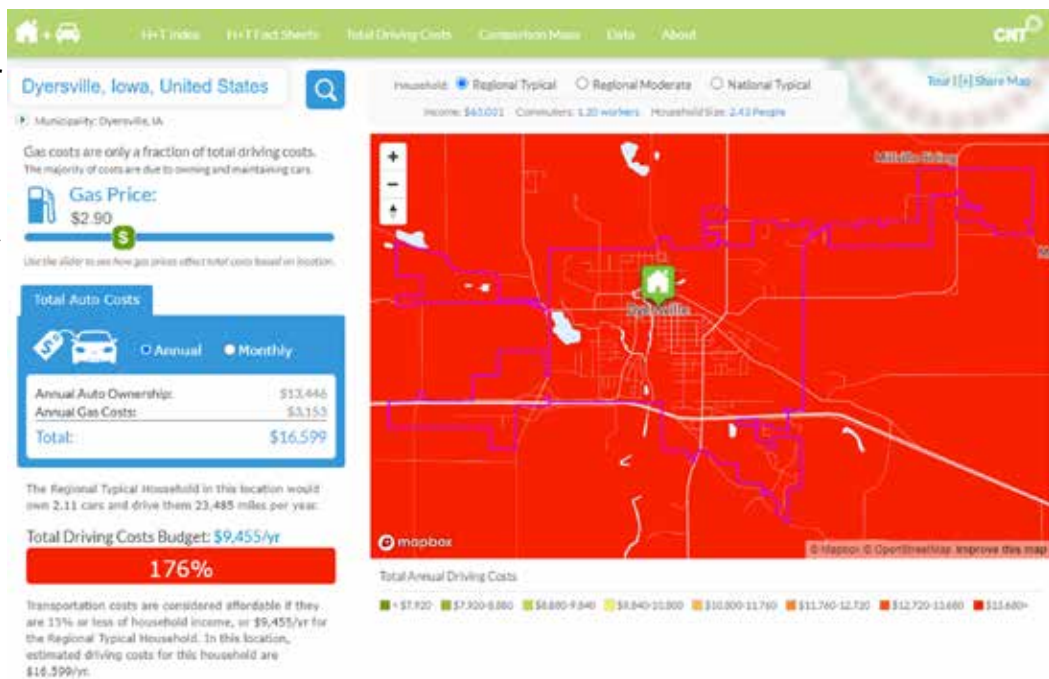 H+T Index H+T Fact Sheets Total Driving Costs Comparison Maps Data About CNT
Dyersville, Iowa, United States
Municipality: Dyersville, IA
Gas costs are only a fraction of total driving costs.
The majority of costs are due to owning and maintaining cars.
Gas Price:
$2.90
$
Use the slider to see how gas prices effect total costs based on location.
Total Auto Costs
Annual Monthly
Annual Auto Ownership: $13,446
Annual Gas Costs: $3,153
Total: $16,599
The Regional Typical Household in this location would
own 2.11 cars and drive them 23,485 miles per year.
Total Driving Costs Budget: $9,455/yr
176%
Transportation costs are considered affordable if they
are 15% or less of household income, or $9,455/yr for
the Regional Typical Household. In this location,
estimated driving costs for this household are
$16,599/yr.
Household: Regional Typical Regional Moderate National Typical
Income: $63,031 Commuters: 1.20 workers Household Size: 2.43 People
Share Map
+
−
Millville Siding
Dyersville
mapbox
© Mapbox © OpenStreetMap Improve this map
Total Annual Driving Costs
< $7,920 $7,920-8,880 $8,880-9,840 $9,840-10,800 $10,800-11,760 $11,760-12,720 $12,720-13,680 $13,680+